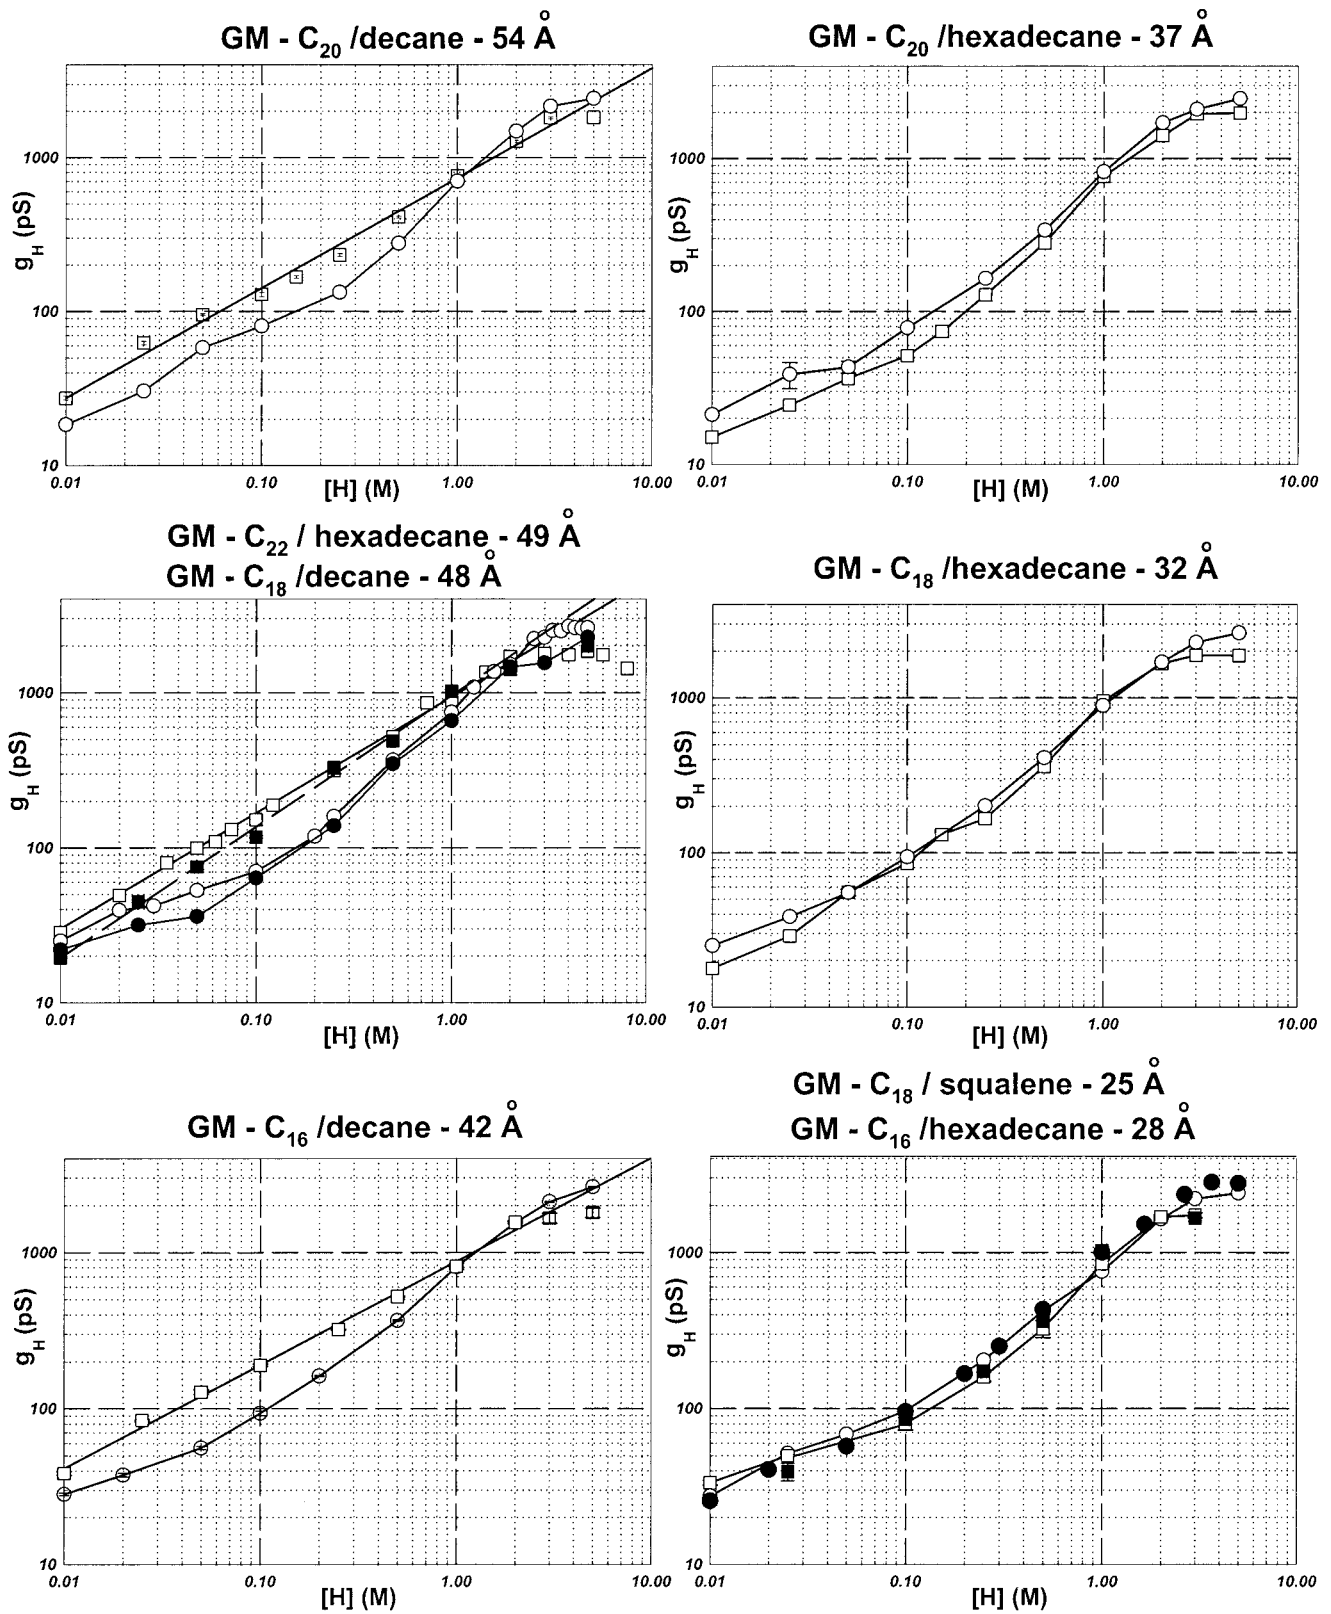 GM - C20 /decane - 54 Å
g_H (pS)
1000
100
10
0.01 0.10 1.00 10.00
[H] (M)
GM - C20 /hexadecane - 37 Å
g_H (pS)
1000
100
10
0.01 0.10 1.00 10.00
[H] (M)
GM - C22 / hexadecane - 49 Å
GM - C18 /decane - 48 Å
g_H (pS)
1000
100
10
0.01 0.10 1.00 10.00
[H] (M)
GM - C18 /hexadecane - 32 Å
g_H (pS)
1000
100
10
0.01 0.10 1.00 10.00
[H] (M)
GM - C16 /decane - 42 Å
g_H (pS)
1000
100
10
0.01 0.10 1.00 10.00
[H] (M)
GM - C18 / squalene - 25 Å
GM - C16 /hexadecane - 28 Å
g_H (pS)
1000
100
10
0.01 0.10 1.00 10.00
[H] (M)